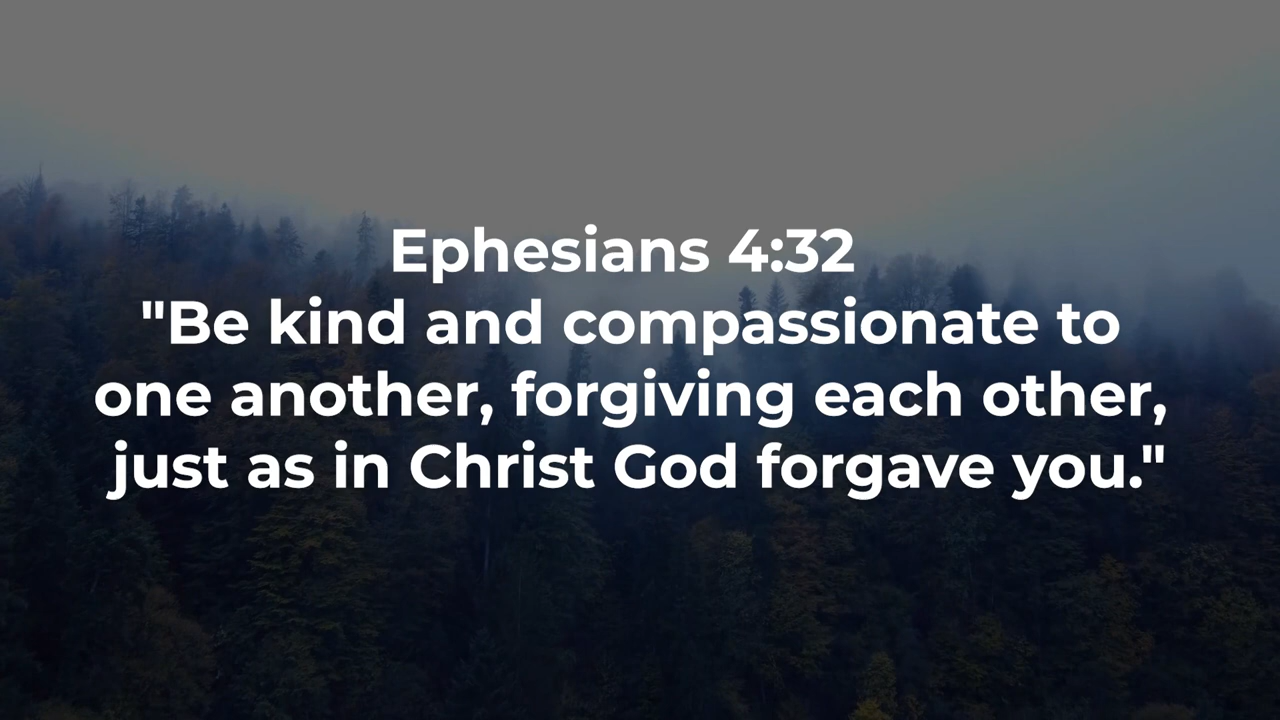 Ephesians 4:32
"Be kind and compassionate to
one another, forgiving each other,
just as in Christ God forgave you."